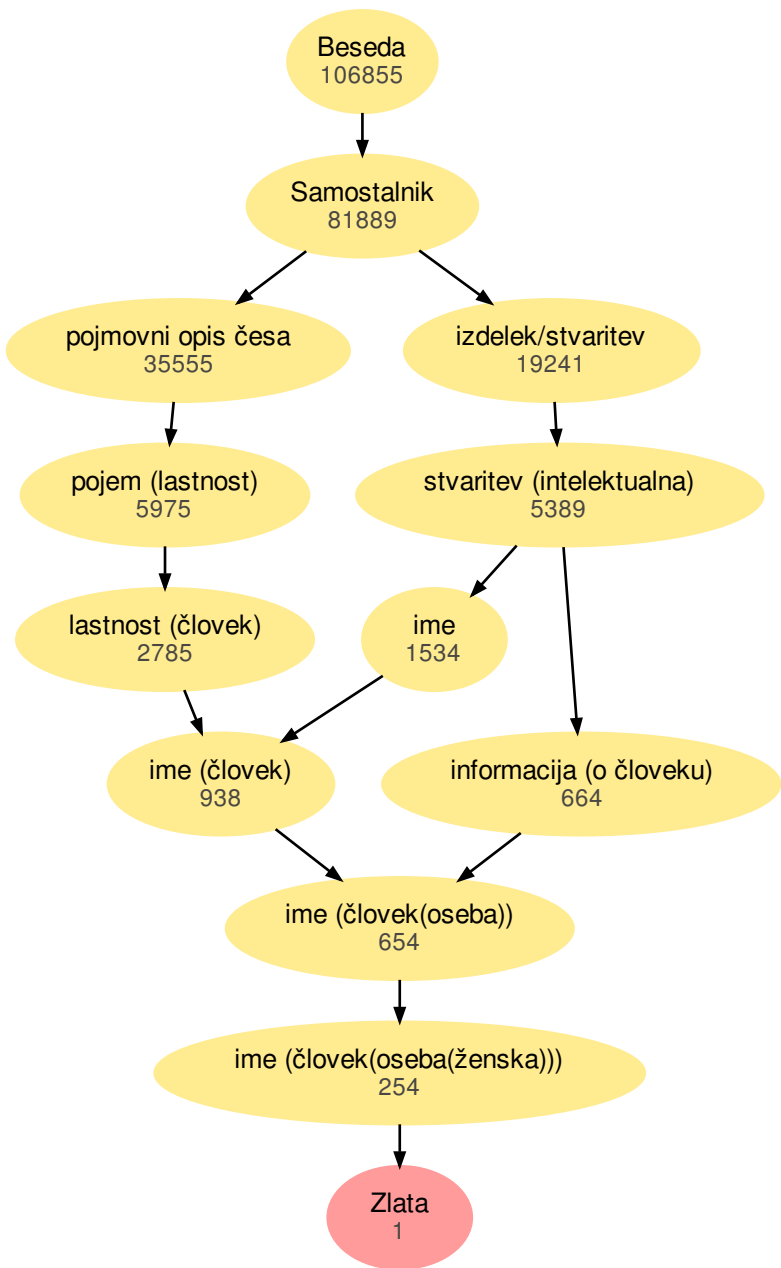 Beseda
106855
Samostalnik
81889
pojmovni opis česa
35555
izdelek/stvaritev
19241
pojem (lastnost)
5975
stvaritev (intelektualna)
5389
lastnost (človek)
2785
ime
1534
ime (človek)
938
informacija (o človeku)
664
ime (človek(oseba))
654
ime (človek(oseba(ženska)))
254
Zlata
1